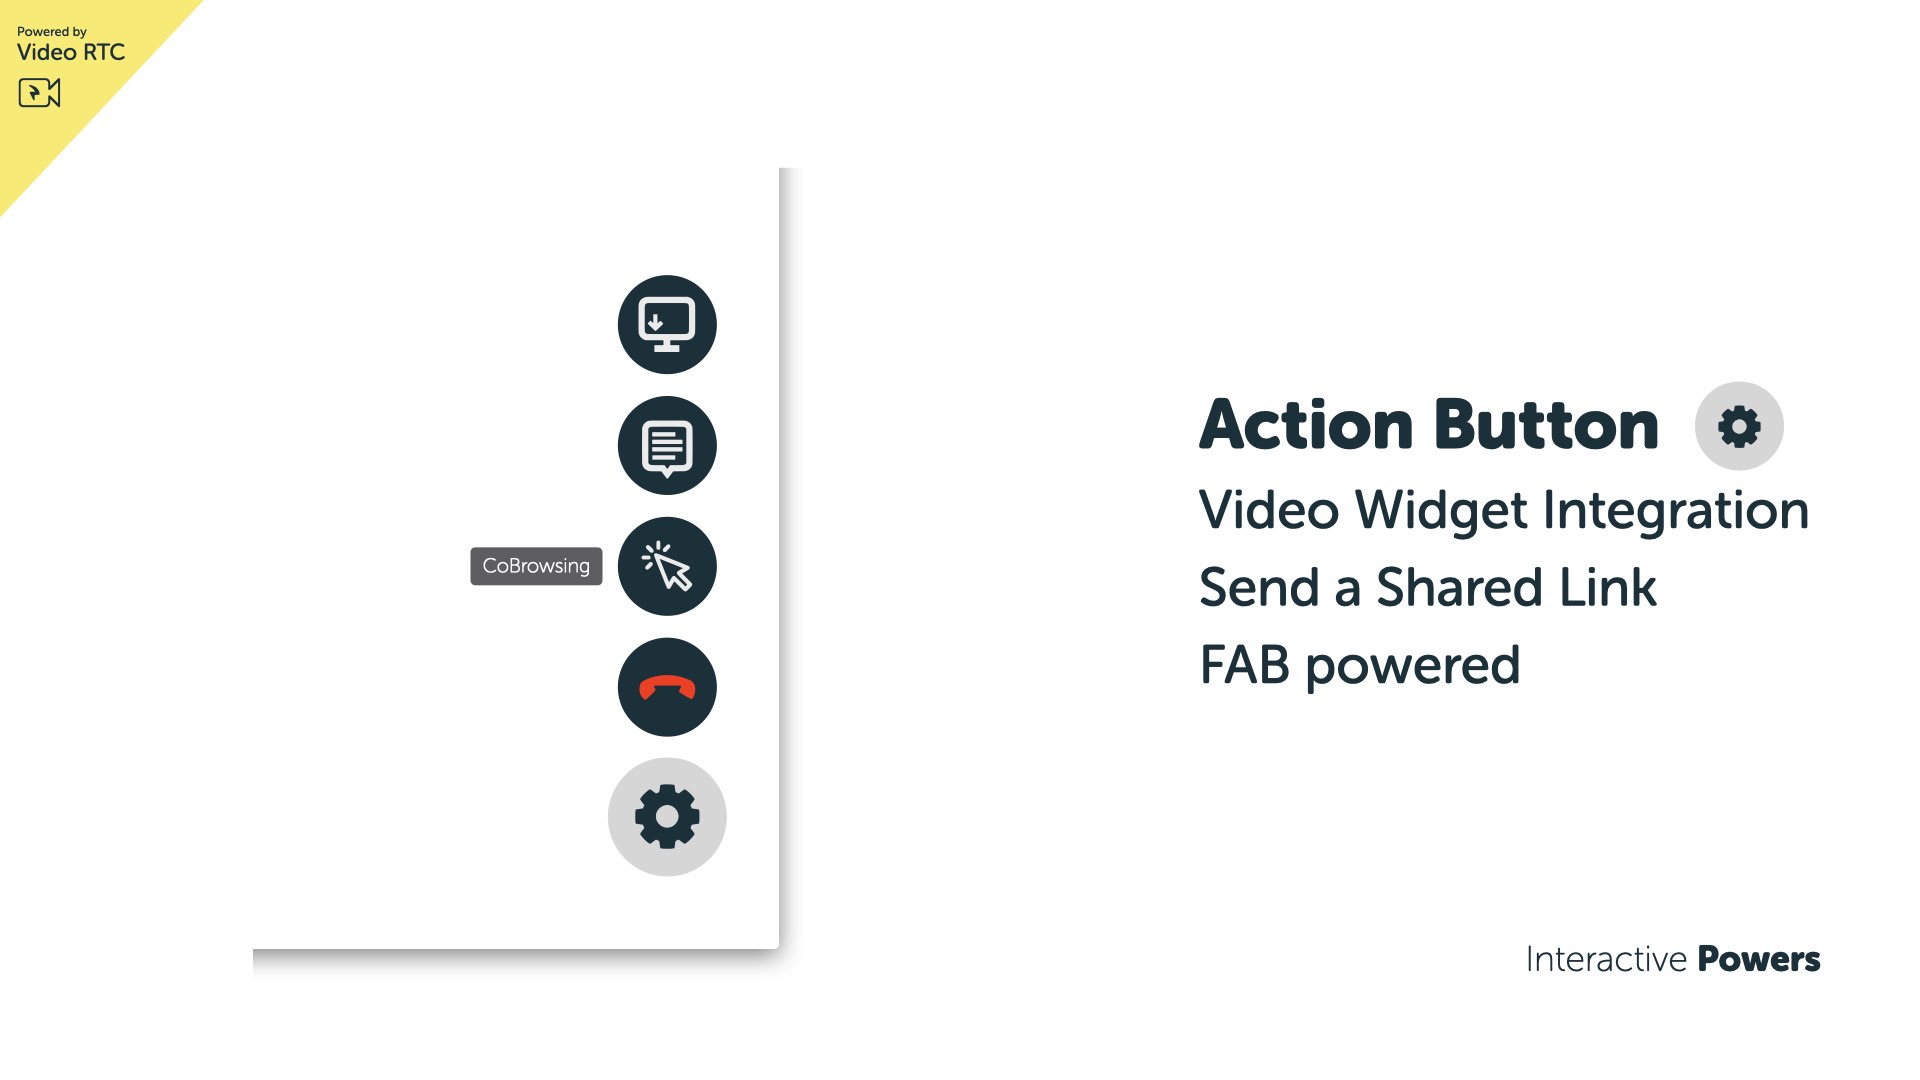 Powered by
Video RTC
CoBrowsing
Action Button
Video Widget Integration
Send a Shared Link
FAB powered
Interactive Powers